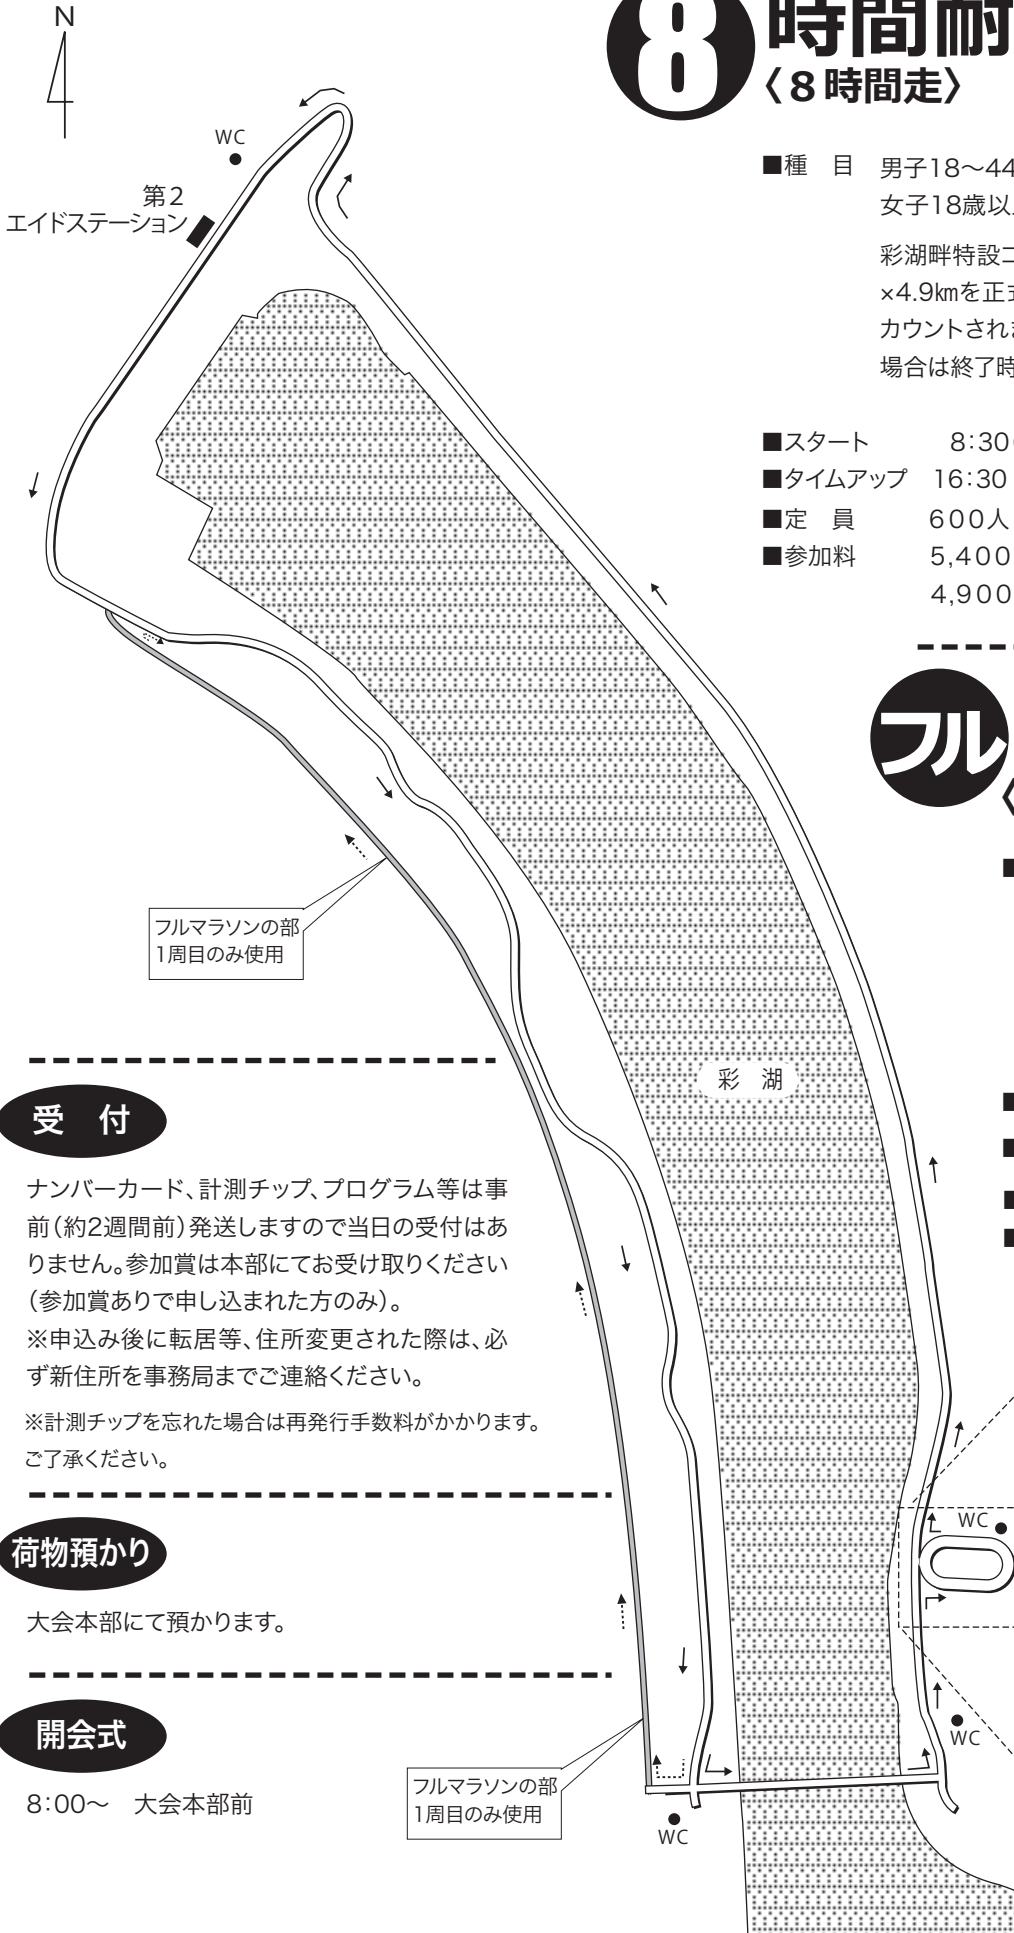 N
8 時間耐
〈8時間走〉
WC
第2
エイドステーション
■種　目　男子18～44
女子18歳以
彩湖畔特設コ
×4.9㎞を正
カウントされ
場合は終了時
■スタート　8:30
■タイムアップ　16:30
■定　員　600人
■参加料　5,400
4,900
フル
〈
フルマラソンの部
1周目のみ使用
彩　湖
受　付
ナンバーカード、計測チップ、プログラム等は事
前（約2週間前）発送しますので当日の受付はあ
りません。参加賞は本部にてお受け取りください
（参加賞ありで申し込まれた方のみ）。
※申込み後に転居等、住所変更された際は、必
ず新住所を事務局までご連絡ください。
※計測チップを忘れた場合は再発行手数料がかかります。
ご了承ください。
荷物預かり
大会本部にて預かります。
開会式
8:00～　大会本部前
WC
WC
フルマラソンの部
1周目のみ使用
WC